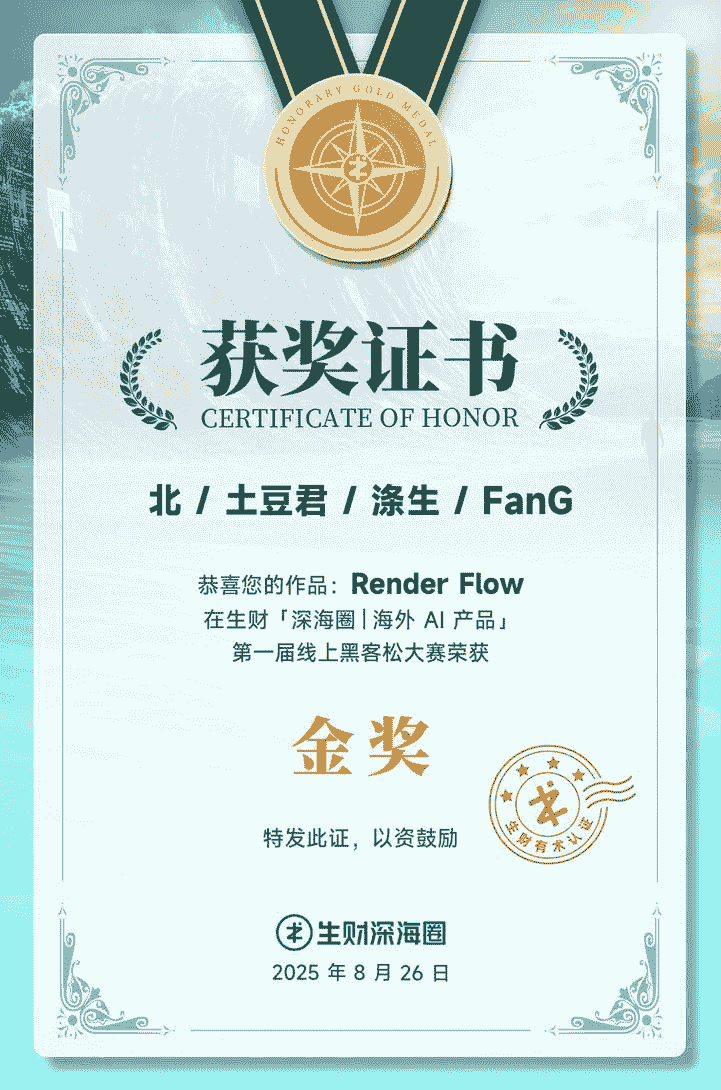 HONORARY GOLD MEDAL
获奖证书
CERTIFICATE OF HONOR
北 / 土豆君 / 涤生 / FanG
恭喜您的作品：Render Flow
在生财「深海圈|海外 AI 产品」
第一届线上黑客松大赛荣获
金奖
生财有术认证
特发此证，以资鼓励
生财深海圈
2025 年 8 月 26 日